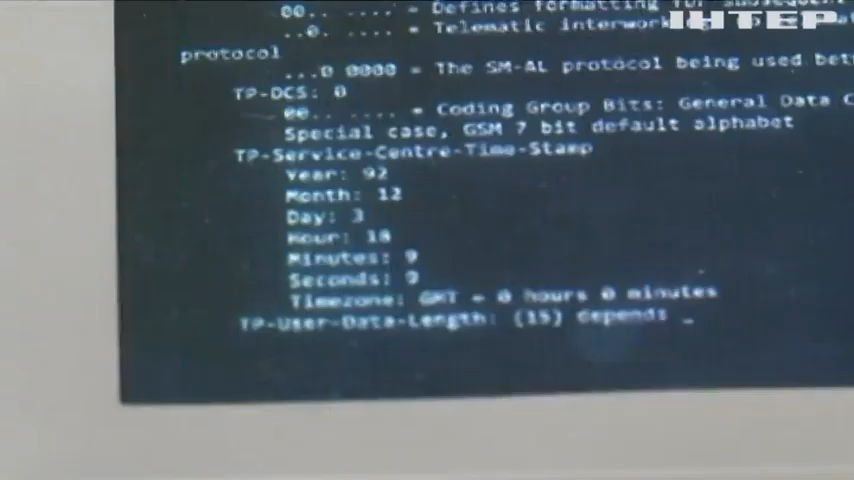 00.. .... = Defines formatting for subsequent
..0. .... = Telematic interwork
ІНТЕР
protocol
...0 0000 = The SM-AL protocol being used bet
TP-DCS: 0
00.. .... = Coding Group Bits: General Data C
Special case, GSM 7 bit default alphabet
TP-Service-Centre-Time-Stamp
Year: 92
Month: 12
Day: 3
Hour: 18
Minutes: 9
Seconds: 9
Timezone: GMT + 0 hours 0 minutes
TP-User-Data-Length: (15) depends _